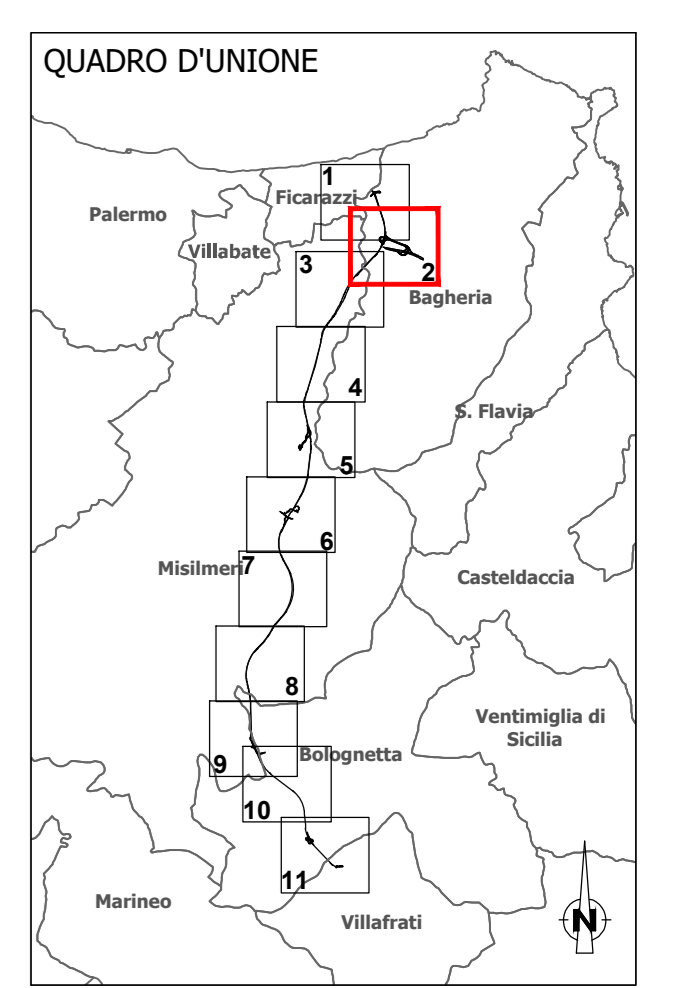 QUADRO D'UNIONE
1
Ficarazzi
Palermo
Villabate
3
2
Bagheria
4
S. Flavia
5
6
Misilmeri
7
Casteldaccia
8
Ventimiglia di
Sicilia
Bolognetta
9
10
11
Marineo
Villafrati
N